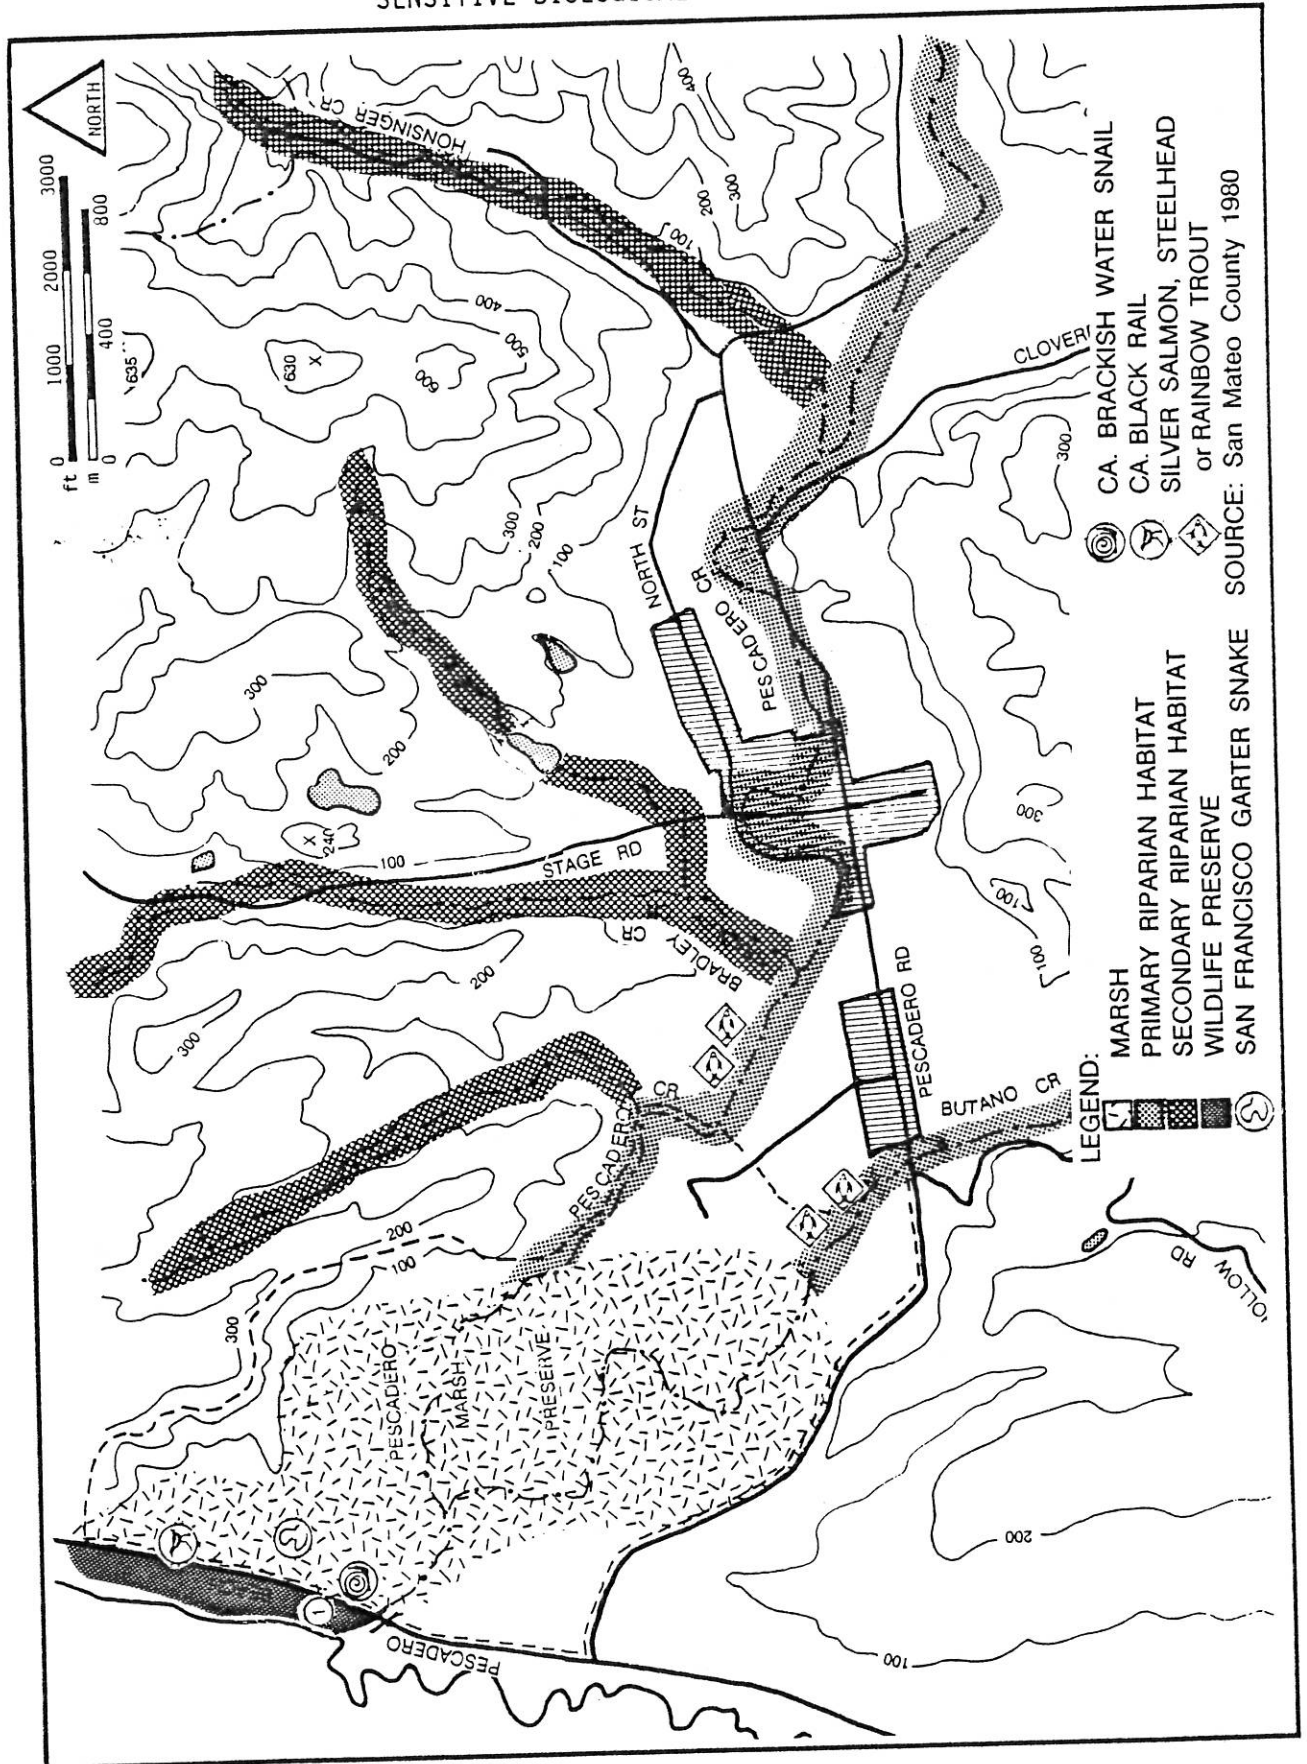 NORTH
0 1000 2000 3000
ft
m
0 400 800
HONSINGER CR
400
300
200
100
400
500
600
630
X
635
300
200
100
CLOVER
NORTH ST
PESCADERO CR
300
300
200
X
240
100
STAGE RD
BRADLEY CR
200
300
300
300
100
100
PESCADERO RD
BUTANO CR
PESCADERO CR
200
100
300
PESCADERO
MARSH
PRESERVE
PESCADERO
OLLOW RD
200
100
LEGEND:
MARSH
PRIMARY RIPARIAN HABITAT
SECONDARY RIPARIAN HABITAT
WILDLIFE PRESERVE
SAN FRANCISCO GARTER SNAKE
CA. BRACKISH WATER SNAIL
CA. BLACK RAIL
SILVER SALMON, STEELHEAD
or RAINBOW TROUT
SOURCE: San Mateo County 1980
1